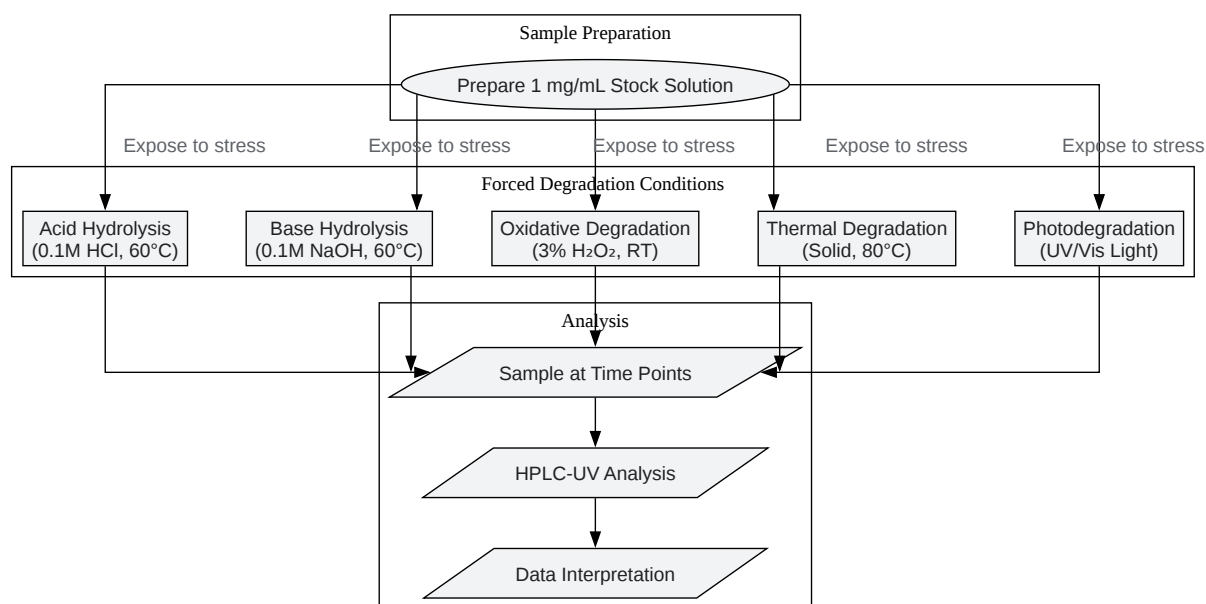 Sample Preparation
Prepare 1 mg/mL Stock Solution
Expose to stress
Expose to stress
Expose to stress
Expose to stress
Expose to stress
Forced Degradation Conditions
Acid Hydrolysis
(0.1M HCl, 60°C)
Base Hydrolysis
(0.1M NaOH, 60°C)
Oxidative Degradation
(3% H₂O₂, RT)
Thermal Degradation
(Solid, 80°C)
Photodegradation
(UV/Vis Light)
Analysis
Sample at Time Points
HPLC-UV Analysis
Data Interpretation